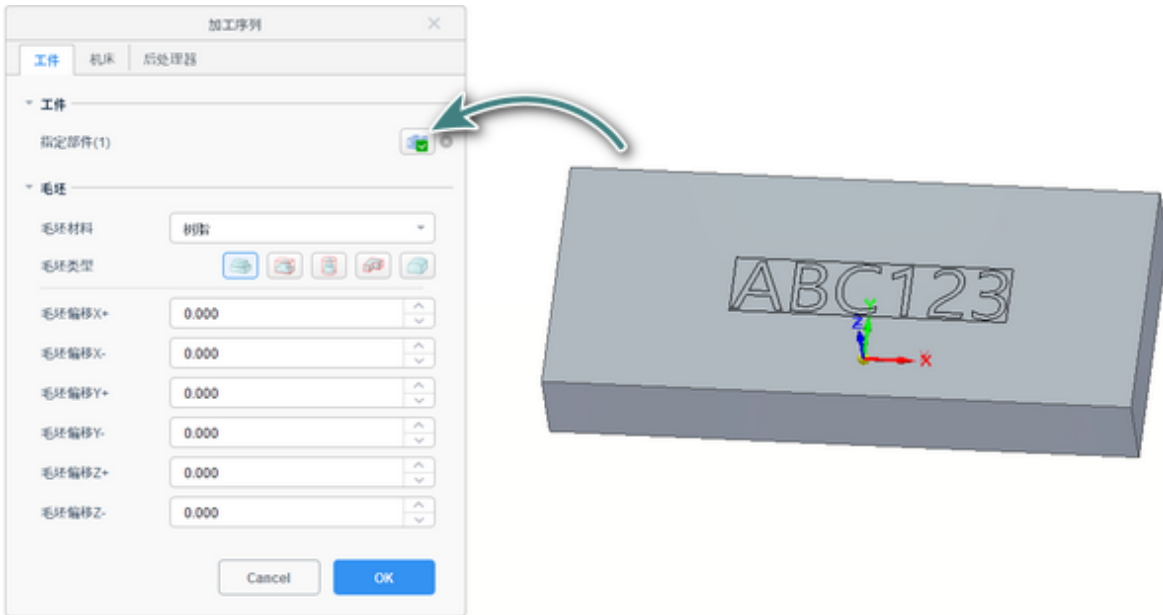 加工序列
工件 机床 后处理器
工件
指定部件(1)
毛坯
毛坯材料 树脂
毛坯类型
毛坯偏移X+ 0.000
毛坯偏移X- 0.000
毛坯偏移Y+ 0.000
毛坯偏移Y- 0.000
毛坯偏移Z+ 0.000
毛坯偏移Z- 0.000
Cancel OK
ABC123
Y
Z
X